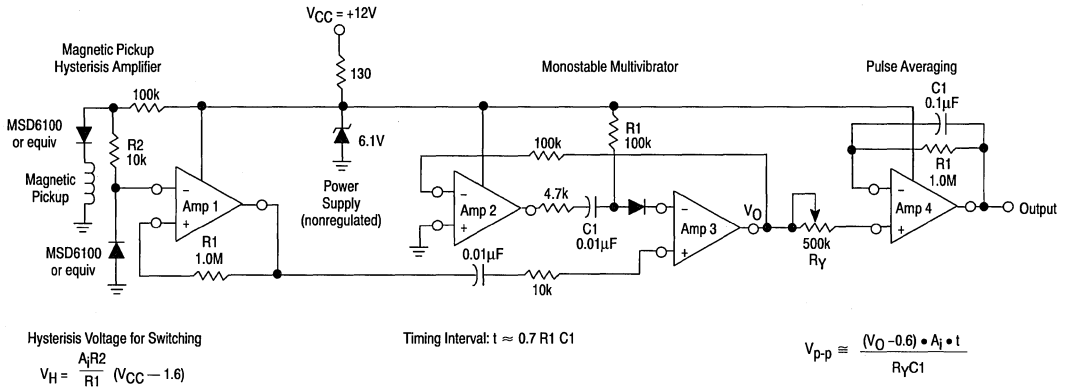 VCC = +12V
Magnetic Pickup
Hysterisis Amplifier
130
Monostable Multivibrator
Pulse Averaging
100k
C1
0.1µF
MSD6100
or equiv
R2
10k
6.1V
R1
100k
100k
R1
1.0M
Magnetic
Pickup
−
Amp 1
+
Power
Supply
(nonregulated)
−
Amp 2
+
4.7k
C1
0.01µF
−
Amp 3
+
VO
500k
RY
−
Amp 4
+
Output
MSD6100
or equiv
R1
1.0M
0.01µF
10k
Hysterisis Voltage for Switching
VH = AiR2 / R1 (VCC — 1.6)
Timing Interval: t ≈ 0.7 R1 C1
Vp-p ≅ (VO −0.6) • Ai • t / RYC1